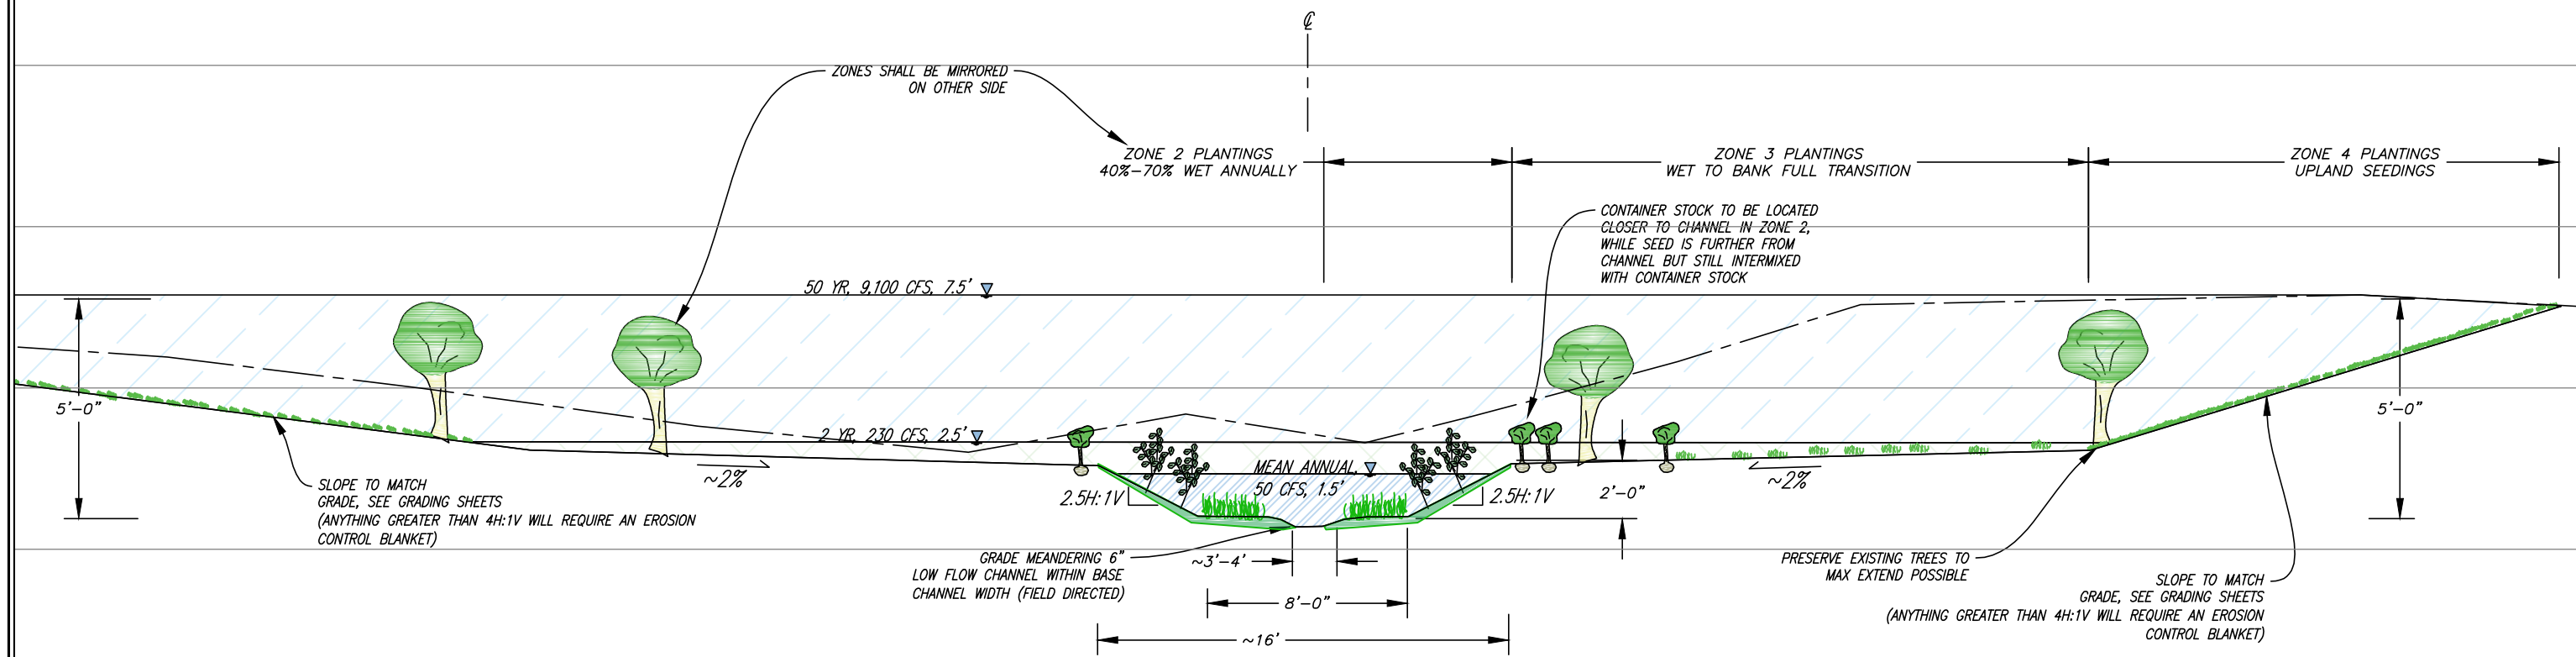 ℄
ZONES SHALL BE MIRRORED
ON OTHER SIDE
ZONE 2 PLANTINGS
40%-70% WET ANNUALLY
ZONE 3 PLANTINGS
WET TO BANK FULL TRANSITION
ZONE 4 PLANTINGS
UPLAND SEEDINGS
CONTAINER STOCK TO BE LOCATED
CLOSER TO CHANNEL IN ZONE 2,
WHILE SEED IS FURTHER FROM
CHANNEL BUT STILL INTERMIXED
WITH CONTAINER STOCK
50 YR, 9,100 CFS, 7.5'
5'-0"
5'-0"
2 YR, 230 CFS, 2.5'
MEAN ANNUAL,
50 CFS, 1.5'
~2%
2.5H:1V
2.5H:1V
2'-0"
~2%
SLOPE TO MATCH
GRADE, SEE GRADING SHEETS
(ANYTHING GREATER THAN 4H:1V WILL REQUIRE AN EROSION
CONTROL BLANKET)
GRADE MEANDERING 6"
LOW FLOW CHANNEL WITHIN BASE
CHANNEL WIDTH (FIELD DIRECTED)
~3'-4'
8'-0"
~16'
PRESERVE EXISTING TREES TO
MAX EXTEND POSSIBLE
SLOPE TO MATCH
GRADE, SEE GRADING SHEETS
(ANYTHING GREATER THAN 4H:1V WILL REQUIRE AN EROSION
CONTROL BLANKET)